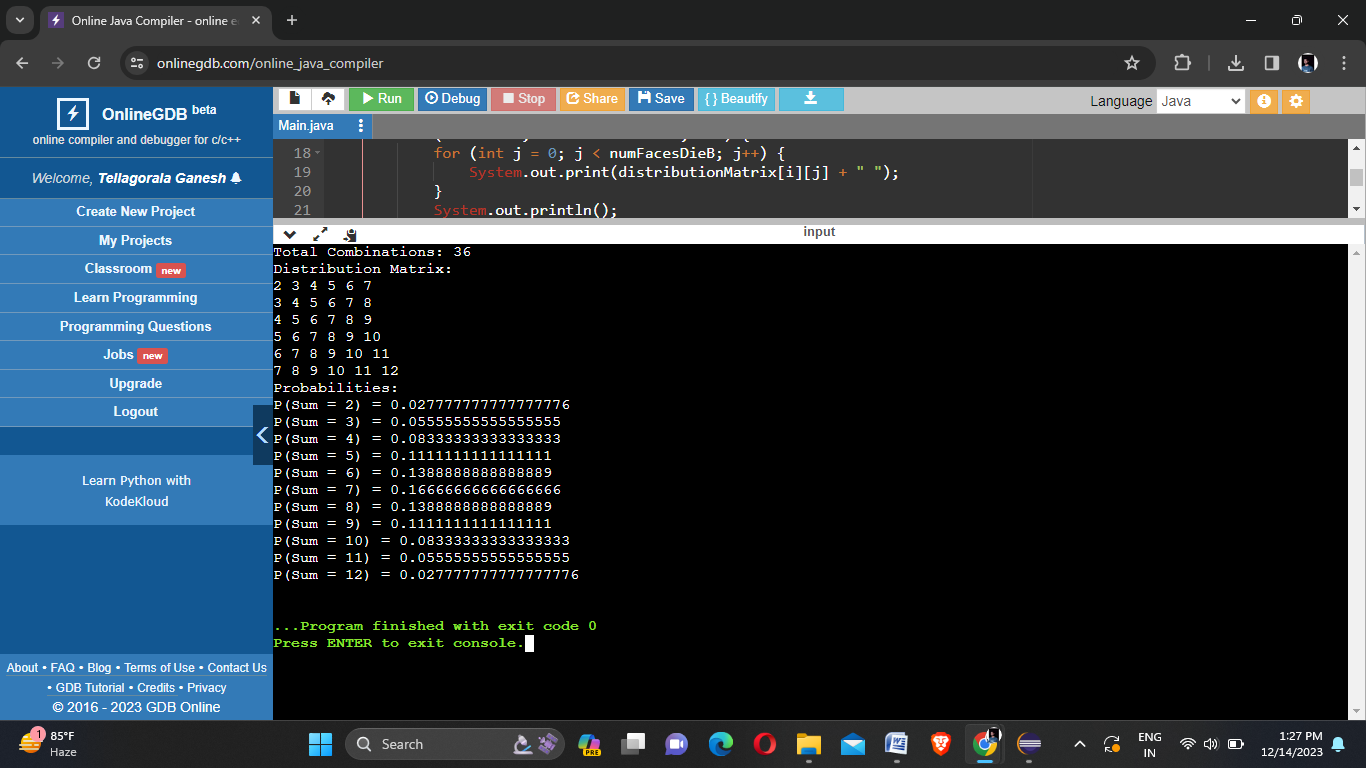 Online Java Compiler - online e
onlinegdb.com/online_java_compiler
OnlineGDB beta
online compiler and debugger for c/c++
Welcome, Tellagorala Ganesh
Create New Project
My Projects
Classroom new
Learn Programming
Programming Questions
Jobs new
Upgrade
Logout
Learn Python with
KodeKloud
About • FAQ • Blog • Terms of Use • Contact Us
• GDB Tutorial • Credits • Privacy
© 2016 - 2023 GDB Online
Run Debug Stop Share Save { } Beautify
Language Java
Main.java
18 for (int j = 0; j < numFacesDieB; j++) {
19 System.out.print(distributionMatrix[i][j] + " ");
20 }
21 System.out.println();
input
Total Combinations: 36
Distribution Matrix:
2 3 4 5 6 7
3 4 5 6 7 8
4 5 6 7 8 9
5 6 7 8 9 10
6 7 8 9 10 11
7 8 9 10 11 12
Probabilities:
P(Sum = 2) = 0.027777777777777776
P(Sum = 3) = 0.05555555555555555
P(Sum = 4) = 0.08333333333333333
P(Sum = 5) = 0.1111111111111111
P(Sum = 6) = 0.1388888888888889
P(Sum = 7) = 0.16666666666666666
P(Sum = 8) = 0.1388888888888889
P(Sum = 9) = 0.1111111111111111
P(Sum = 10) = 0.08333333333333333
P(Sum = 11) = 0.05555555555555555
P(Sum = 12) = 0.027777777777777776
...Program finished with exit code 0
Press ENTER to exit console.
1
85°F
Haze
Search
PRE
ENG
IN
1:27 PM
12/14/2023